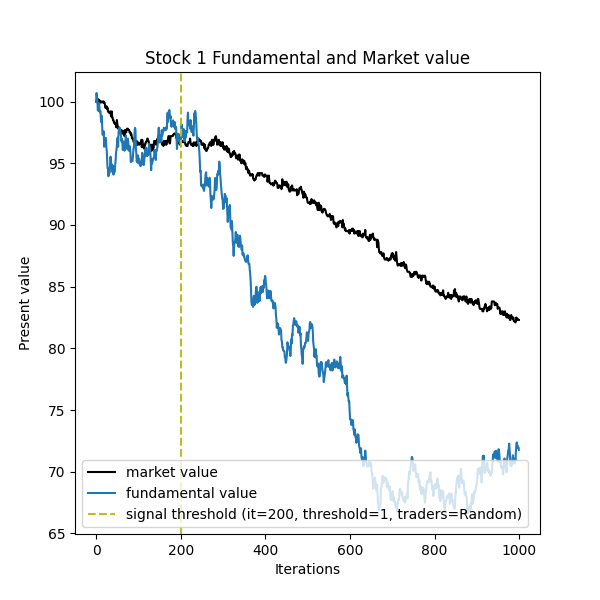 Stock 1 Fundamental and Market value
Present value
100
95
90
85
80
75
70
65
market value
fundamental value
signal threshold (it=200, threshold=1, traders=Random)
0 200 400 600 800 1000
Iterations